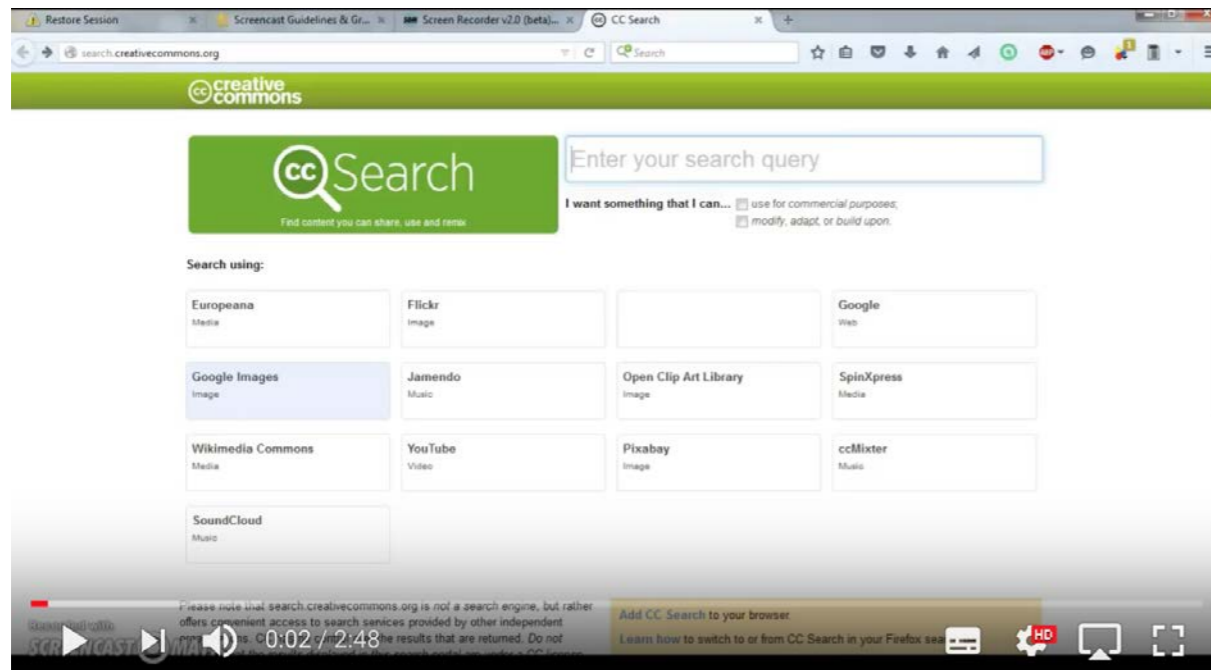 Restore Session
Screencast Guidelines & Gr...
Screen Recorder v2.0 (beta)...
CC Search
search.creativecommons.org
Search
cc creative commons
cc Search
Find content you can share, use and remix
Enter your search query
I want something that I can... use for commercial purposes;
modify, adapt, or build upon.
Search using:
Europeana
Media
Flickr
Image
Google
Web
Google Images
Image
Jamendo
Music
Open Clip Art Library
Image
SpinXpress
Media
Wikimedia Commons
Media
YouTube
Video
Pixabay
Image
ccMixter
Music
SoundCloud
Music
Please note that search.creativecommons.org is not a search engine, but rather
offers convenient access to search services provided by other independent
the results that are returned. Do not
Add CC Search to your browser.
Learn how to switch to or from CC Search in your Firefox
Recorded with
SCREENCAST
0:02 / 2:48
HD